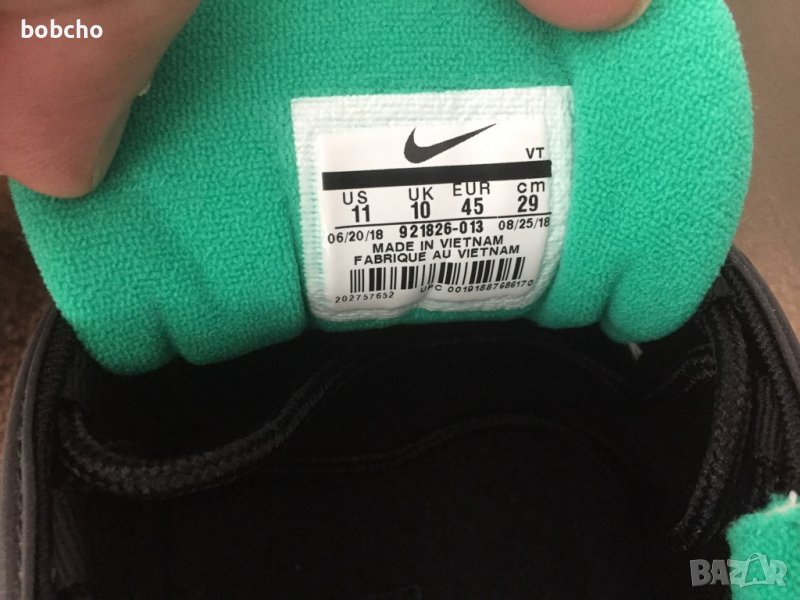 bobcho
VT
US UK EUR cm
11 10 45 29
06/20/18 921826-013 08/25/18
MADE IN VIETNAM
FABRIQUE AU VIETNAM
202757652 UPC 00191887686170
BAZAR